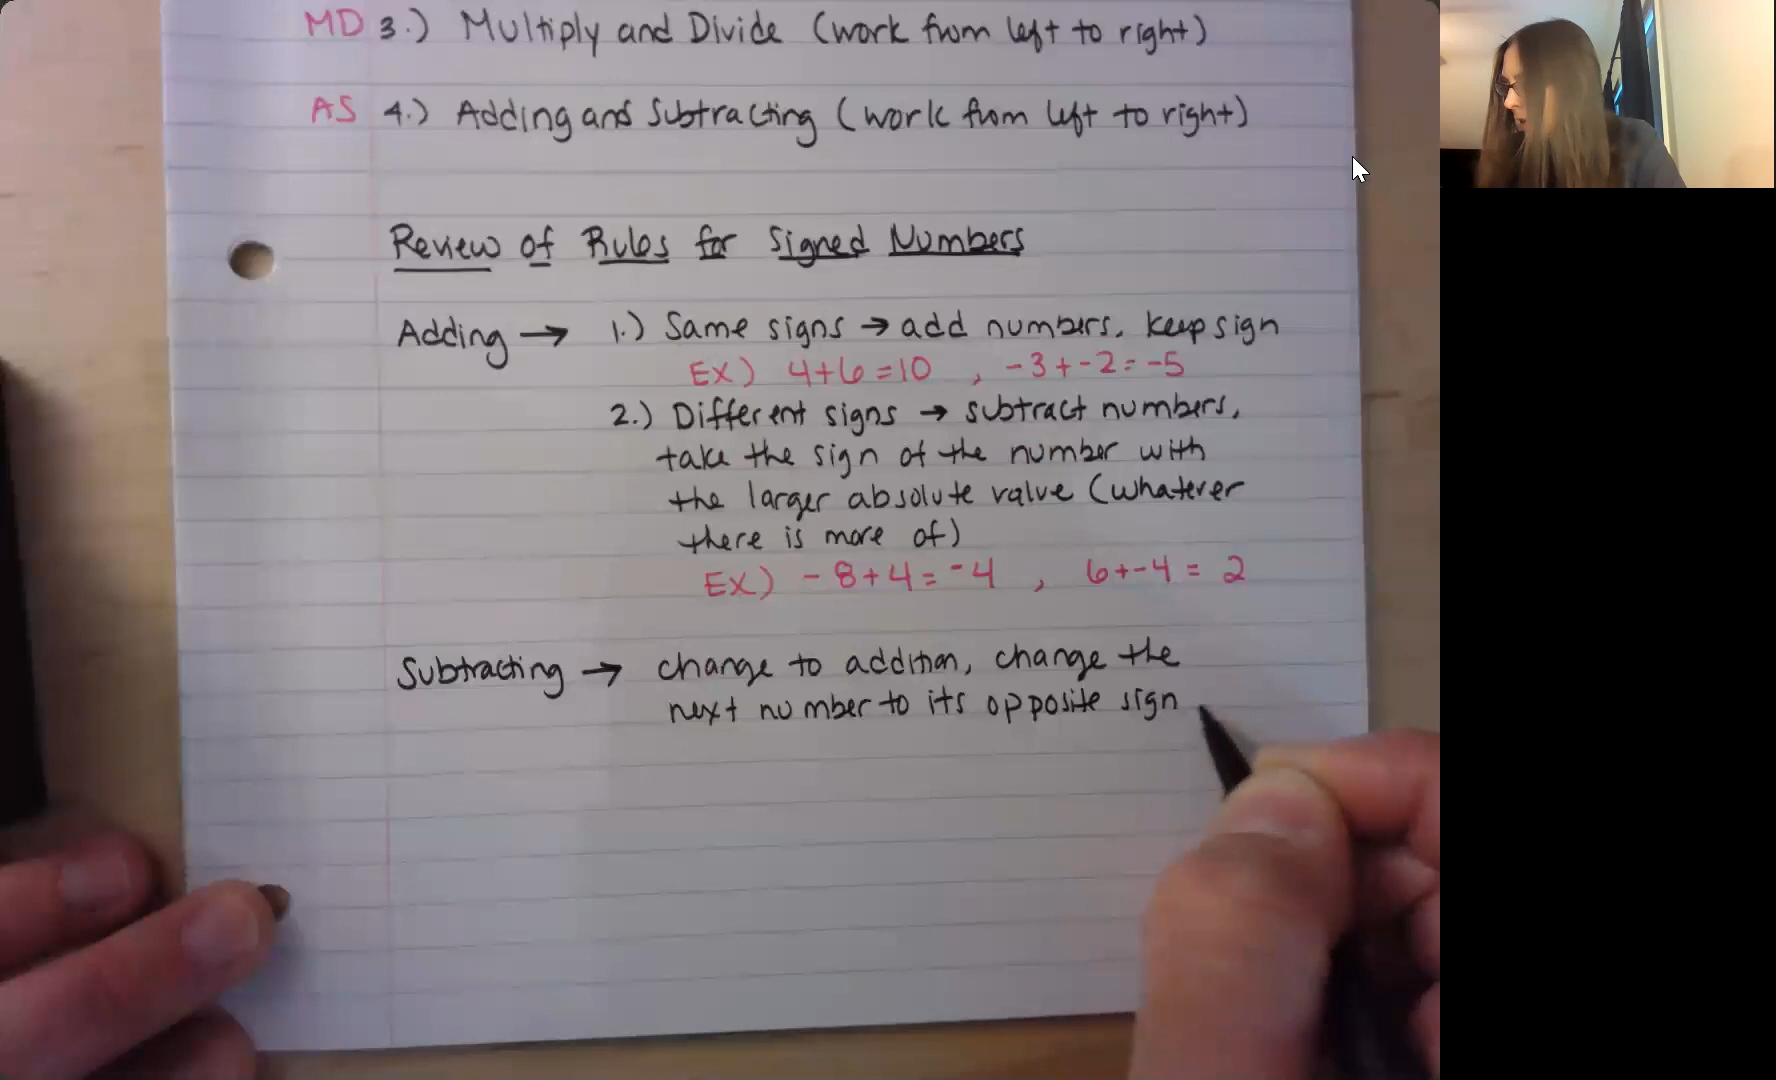 MD 3.) Multiply and Divide (work from left to right)
AS 4.) Adding and Subtracting (work from left to right)
Review of Rules for Signed Numbers
Adding → 1.) Same signs → add numbers, keep sign
EX) 4+6=10 , -3+-2=-5
2.) Different signs → subtract numbers,
take the sign of the number with
the larger absolute value (whatever
there is more of)
EX) -8+4=-4 , 6+-4=2
Subtracting → change to addition, change the
next number to its opposite sign